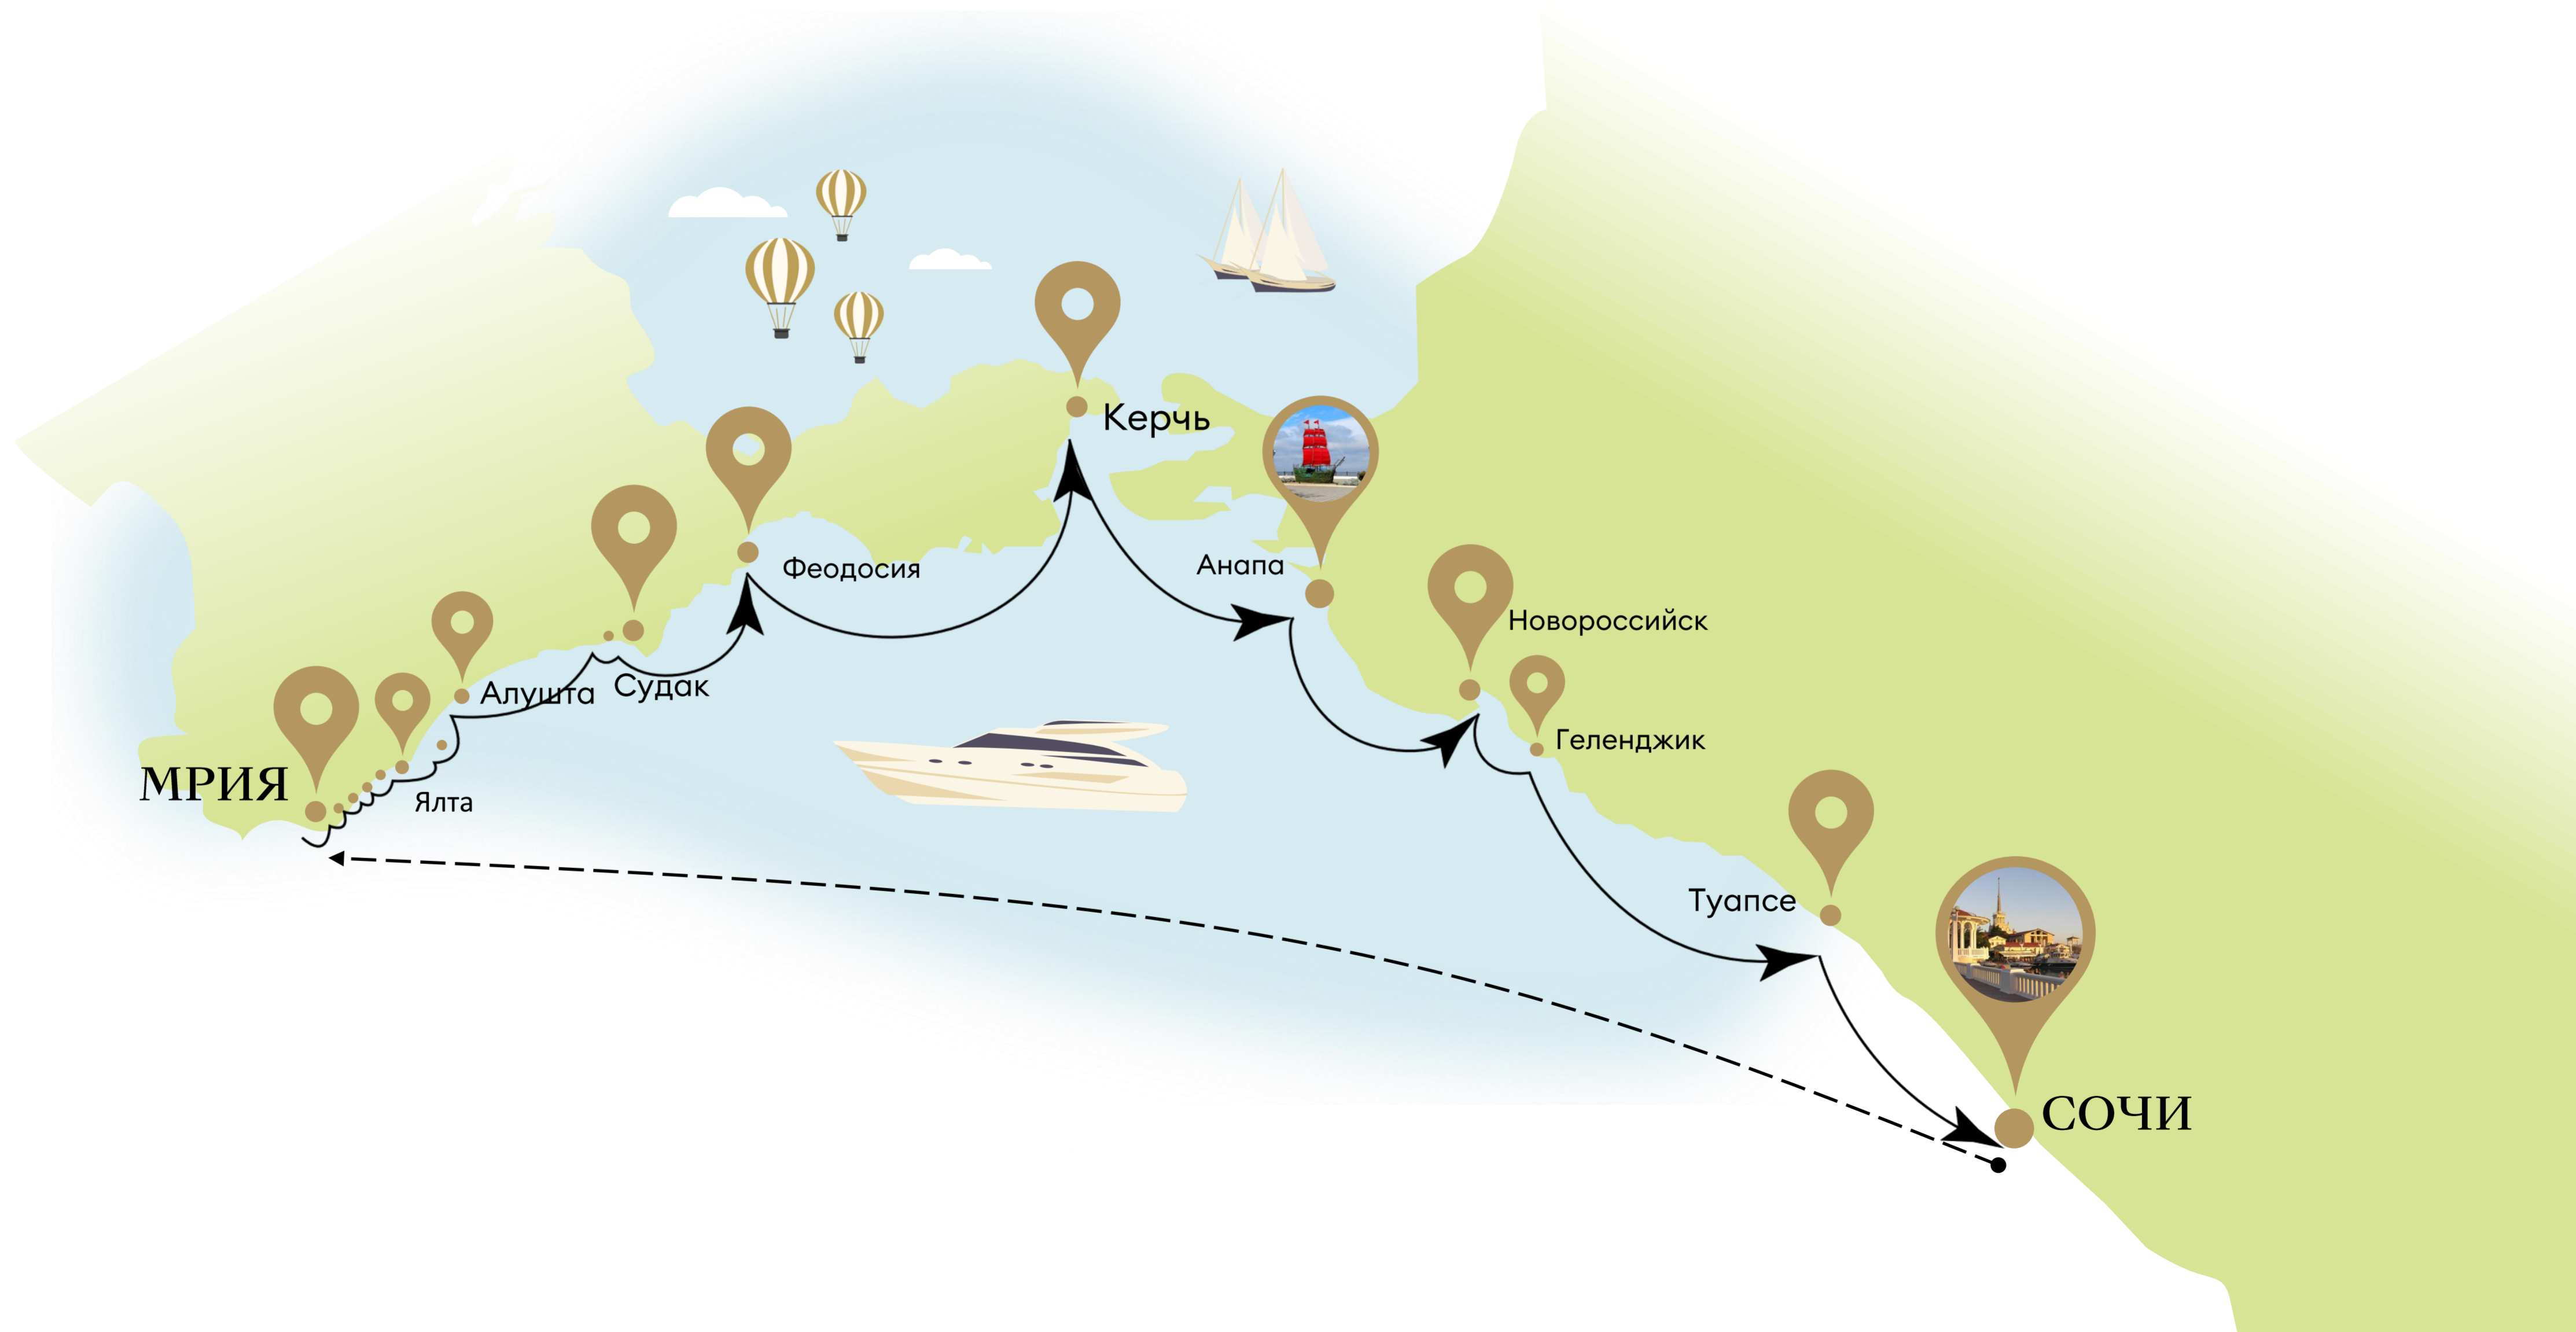 Керчь
Феодосия
Анапа
Новороссийск
Судак
Алушта
Геленджик
МРИЯ
Ялта
Туапсе
СОЧИ